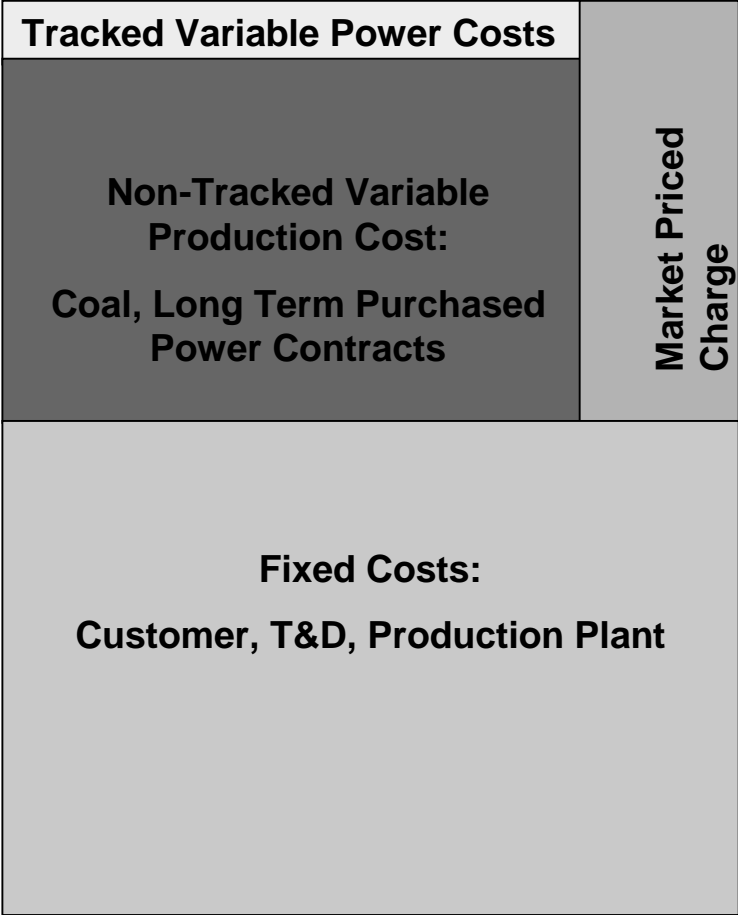 Tracked Variable Power Costs
Non-Tracked Variable
Production Cost:
Coal, Long Term Purchased
Power Contracts
Market Priced
Charge
Fixed Costs:
Customer, T&D, Production Plant